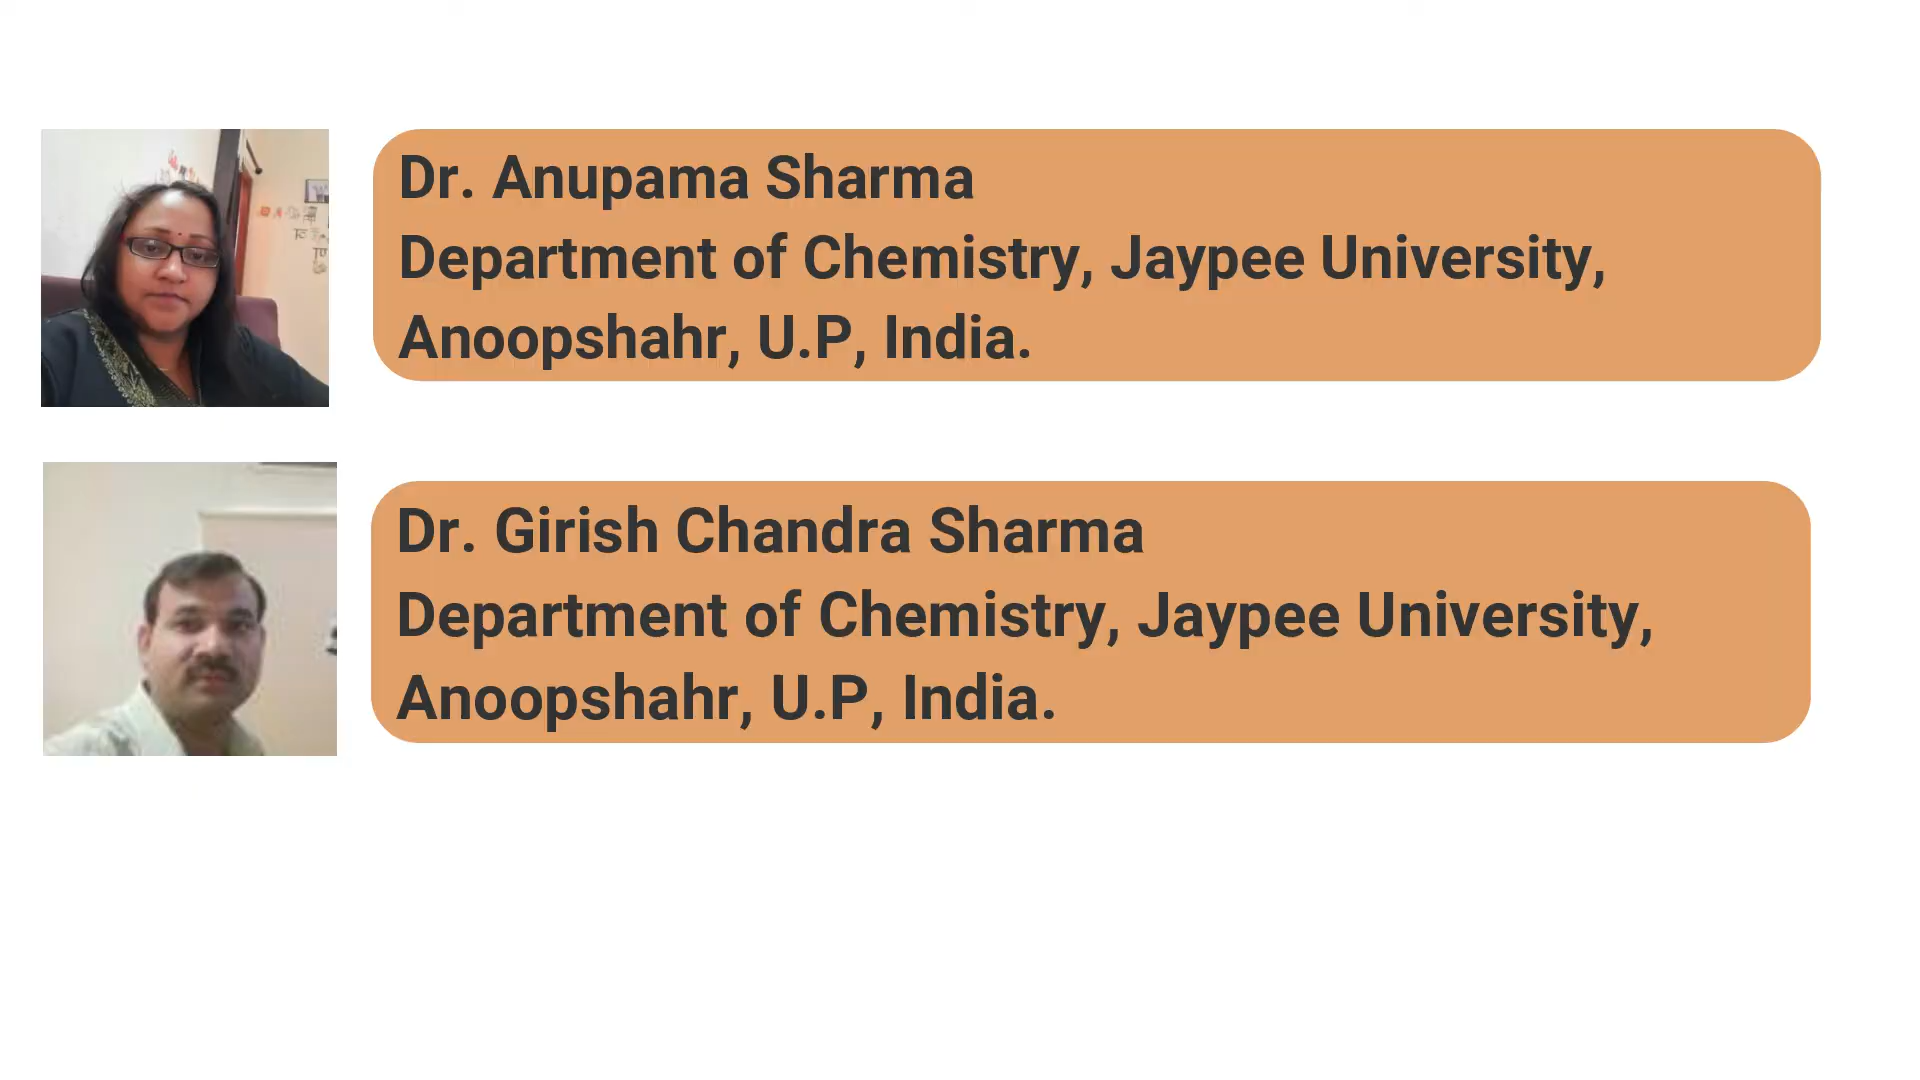 Dr. Anupama Sharma
Department of Chemistry, Jaypee University,
Anoopshahr, U.P, India.
Dr. Girish Chandra Sharma
Department of Chemistry, Jaypee University,
Anoopshahr, U.P, India.